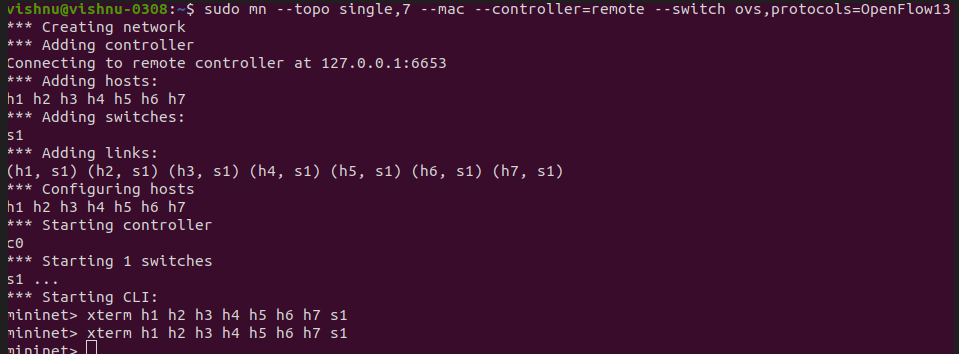 vishnu@vishnu-0308:~$ sudo mn --topo single,7 --mac --controller=remote --switch ovs,protocols=OpenFlow13
*** Creating network
*** Adding controller
Connecting to remote controller at 127.0.0.1:6653
*** Adding hosts:
h1 h2 h3 h4 h5 h6 h7
*** Adding switches:
s1
*** Adding links:
(h1, s1) (h2, s1) (h3, s1) (h4, s1) (h5, s1) (h6, s1) (h7, s1)
*** Configuring hosts
h1 h2 h3 h4 h5 h6 h7
*** Starting controller
c0
*** Starting 1 switches
s1 ...
*** Starting CLI:
mininet> xterm h1 h2 h3 h4 h5 h6 h7 s1
mininet> xterm h1 h2 h3 h4 h5 h6 h7 s1
mininet>